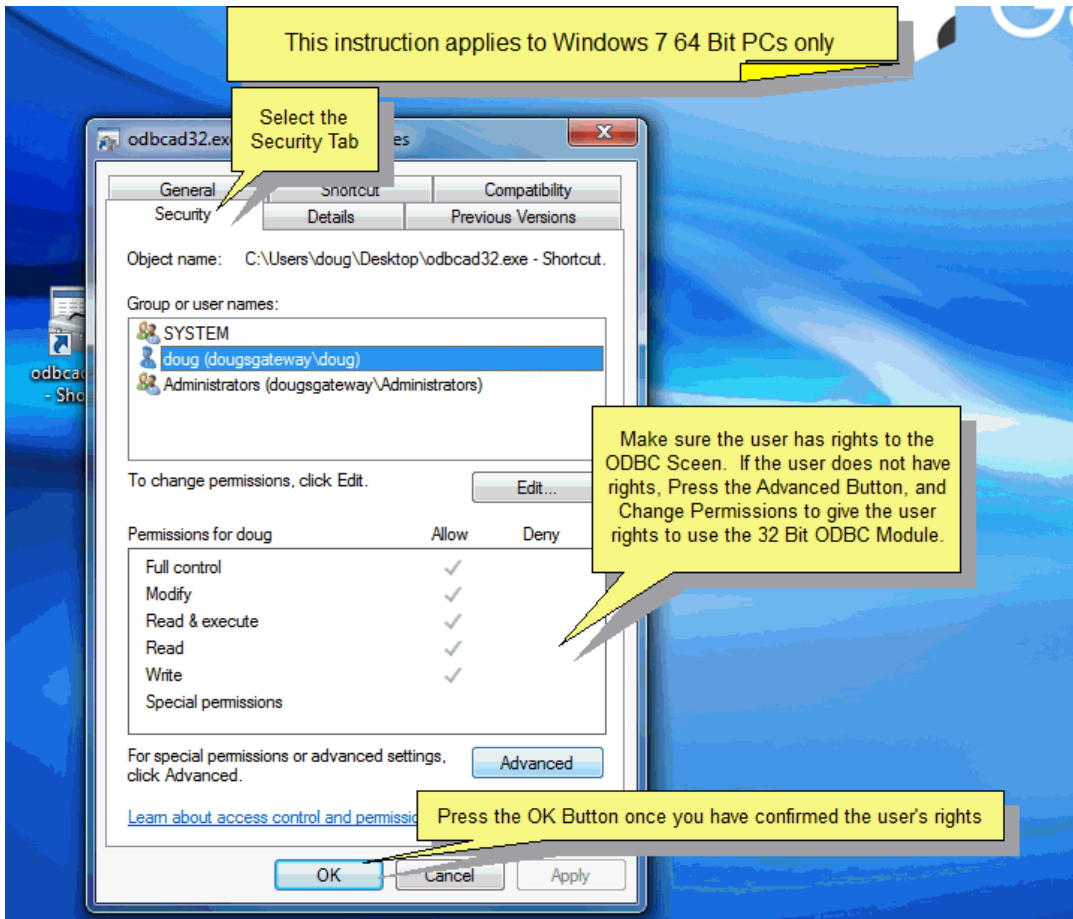 This instruction applies to Windows 7 64 Bit PCs only
Select the
Security Tab
odbcad32.ex
es
General
Shortcut
Compatibility
Security
Details
Previous Versions
Object name: C:\Users\doug\Desktop\odbcad32.exe - Shortcut.
Group or user names:
SYSTEM
doug (dougsgateway\doug)
Administrators (dougsgateway\Administrators)
odbcad
- Sho
Make sure the user has rights to the
ODBC Sceen. If the user does not have
rights, Press the Advanced Button, and
Change Permissions to give the user
rights to use the 32 Bit ODBC Module.
To change permissions, click Edit.
Edit...
Permissions for doug
Allow
Deny
Full control
Modify
Read & execute
Read
Write
Special permissions
For special permissions or advanced settings,
click Advanced.
Advanced
Learn about access control and permissio
Press the OK Button once you have confirmed the user's rights
OK
Cancel
Apply